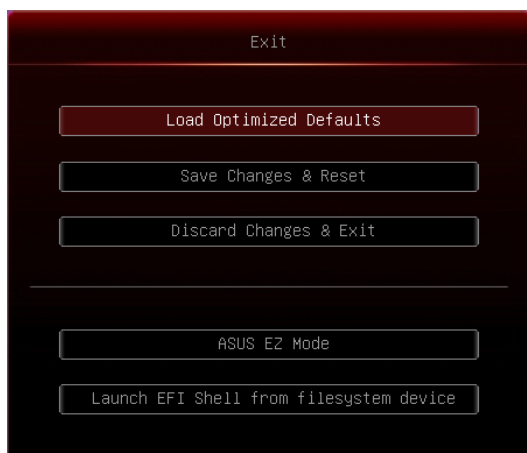 Exit
Load Optimized Defaults
Save Changes & Reset
Discard Changes & Exit
ASUS EZ Mode
Launch EFI Shell from filesystem device